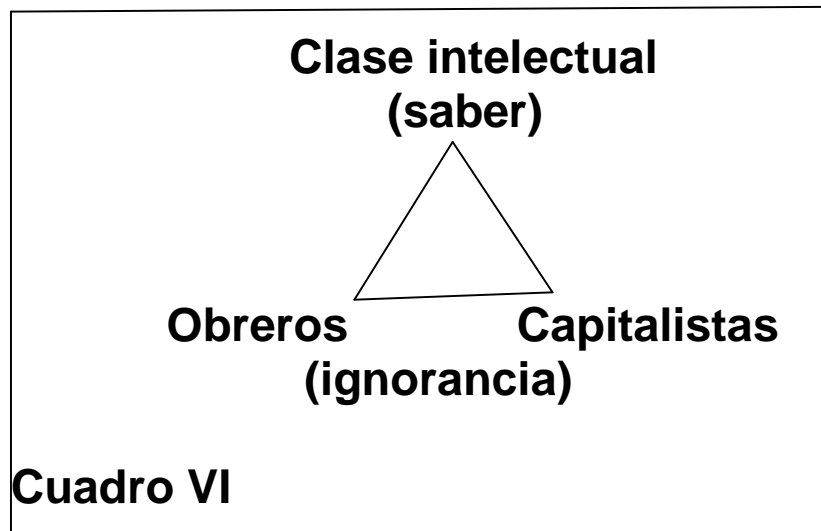 Clase intelectual
(saber)
Obreros Capitalistas
(ignorancia)
Cuadro VI